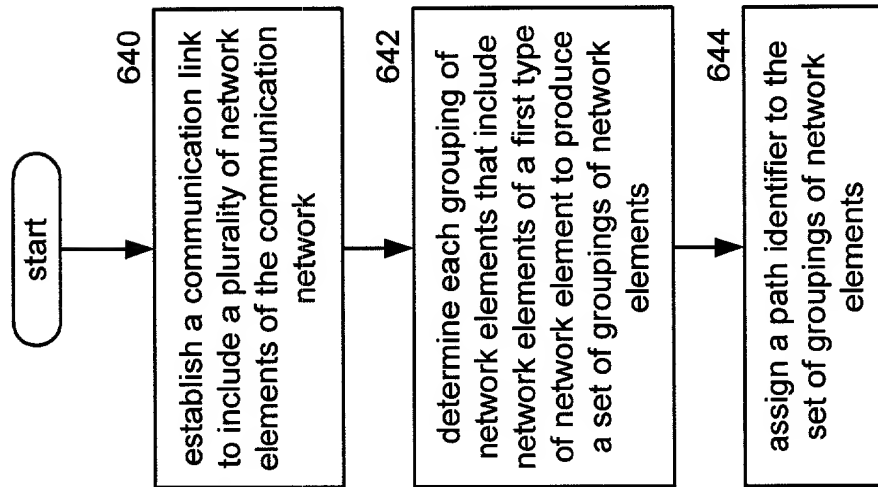 start
640
establish a communication link
to include a plurality of network
elements of the communication
network
642
determine each grouping of
network elements that include
network elements of a first type
of network element to produce
a set of groupings of network
elements
644
assign a path identifier to the
set of groupings of network
elements